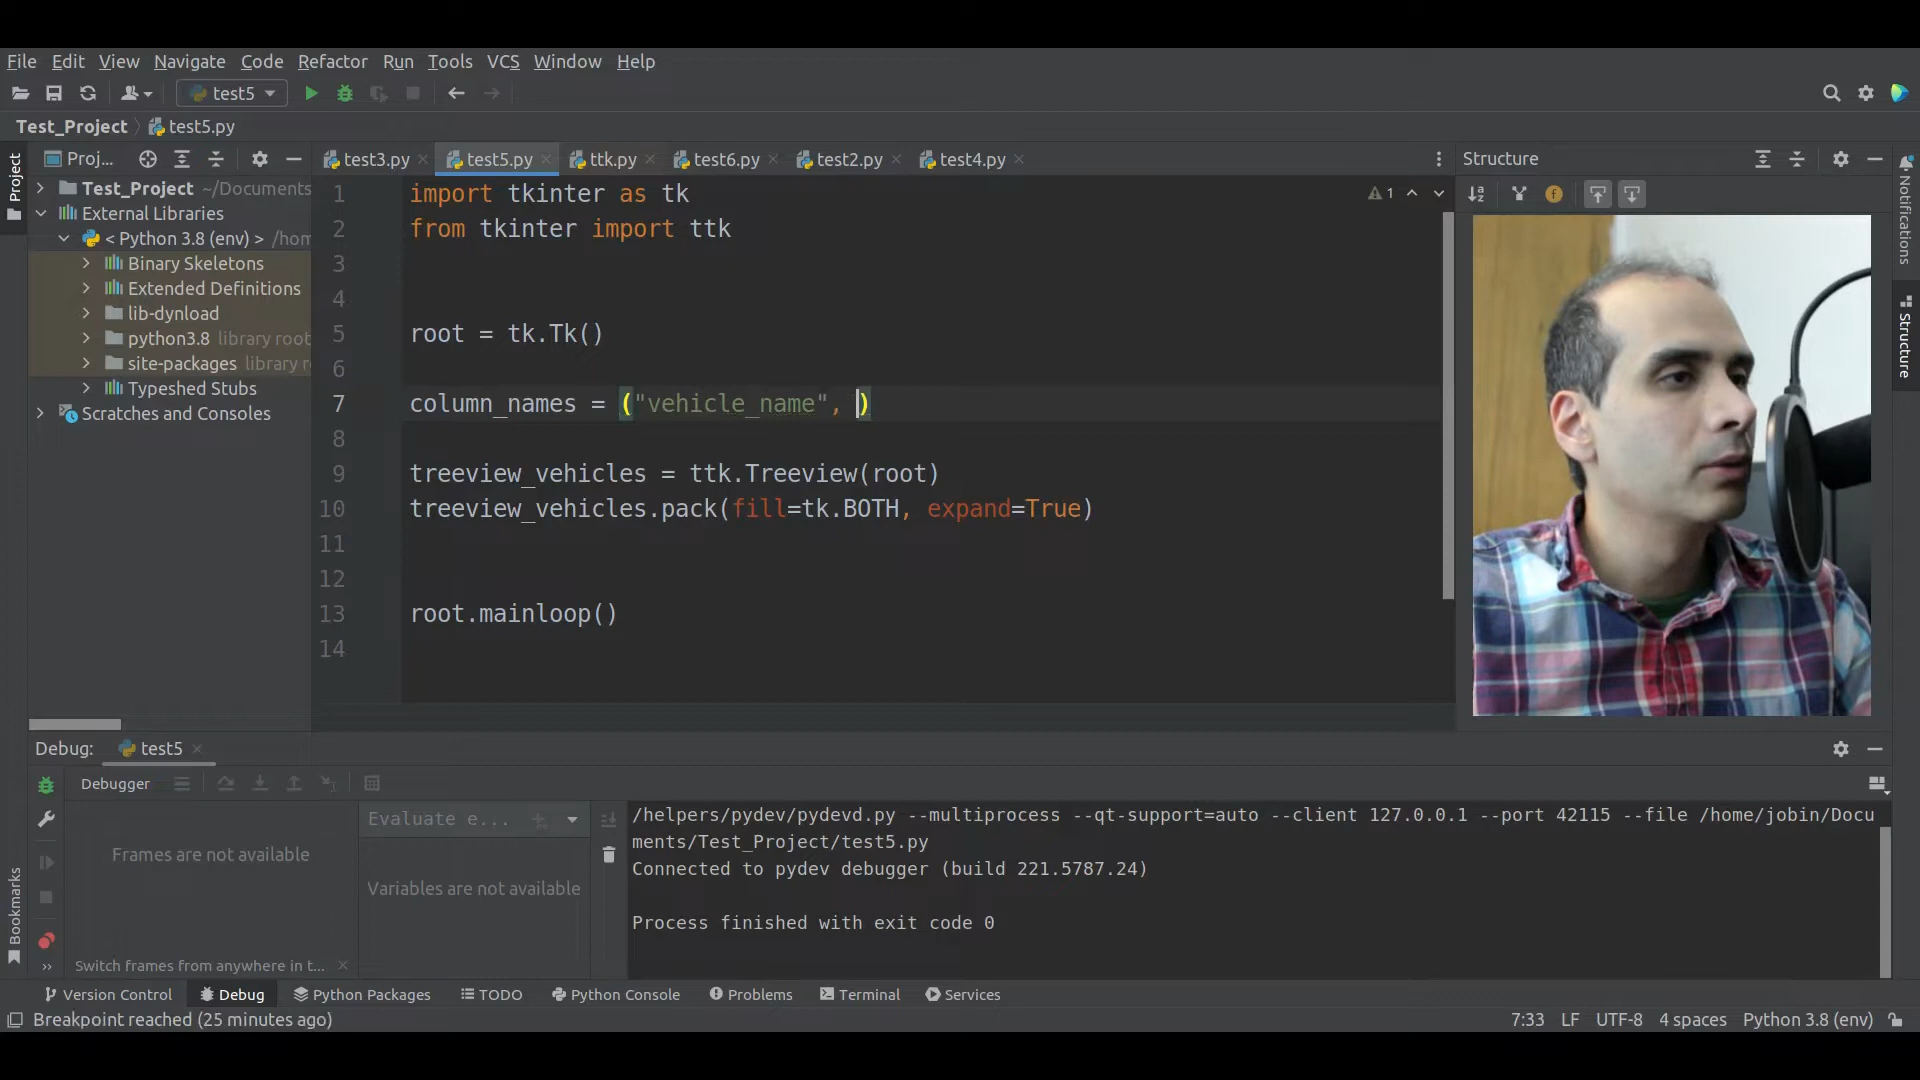 File Edit View Navigate Code Refactor Run Tools VCS Window Help
test5
Test_Project test5.py
Project
Proj...
test3.py test5.py ttk.py test6.py test2.py test4.py
Structure
Test_Project ~/Documents
External Libraries
< Python 3.8 (env) > /hom
Binary Skeletons
Extended Definitions
lib-dynload
python3.8 library root
site-packages library r
Typeshed Stubs
Scratches and Consoles
1 import tkinter as tk
2 from tkinter import ttk
3
4
5 root = tk.Tk()
6
7 column_names = ("vehicle_name", )
8
9 treeview_vehicles = ttk.Treeview(root)
10 treeview_vehicles.pack(fill=tk.BOTH, expand=True)
11
12
13 root.mainloop()
14
1
Notifications
Structure
Debug: test5
Debugger
Evaluate e...
Frames are not available
Variables are not available
/helpers/pydev/pydevd.py --multiprocess --qt-support=auto --client 127.0.0.1 --port 42115 --file /home/jobin/Docu
ments/Test_Project/test5.py
Connected to pydev debugger (build 221.5787.24)
Process finished with exit code 0
Switch frames from anywhere in t...
Bookmarks
Version Control Debug Python Packages TODO Python Console Problems Terminal Services
Breakpoint reached (25 minutes ago)
7:33 LF UTF-8 4 spaces Python 3.8 (env)